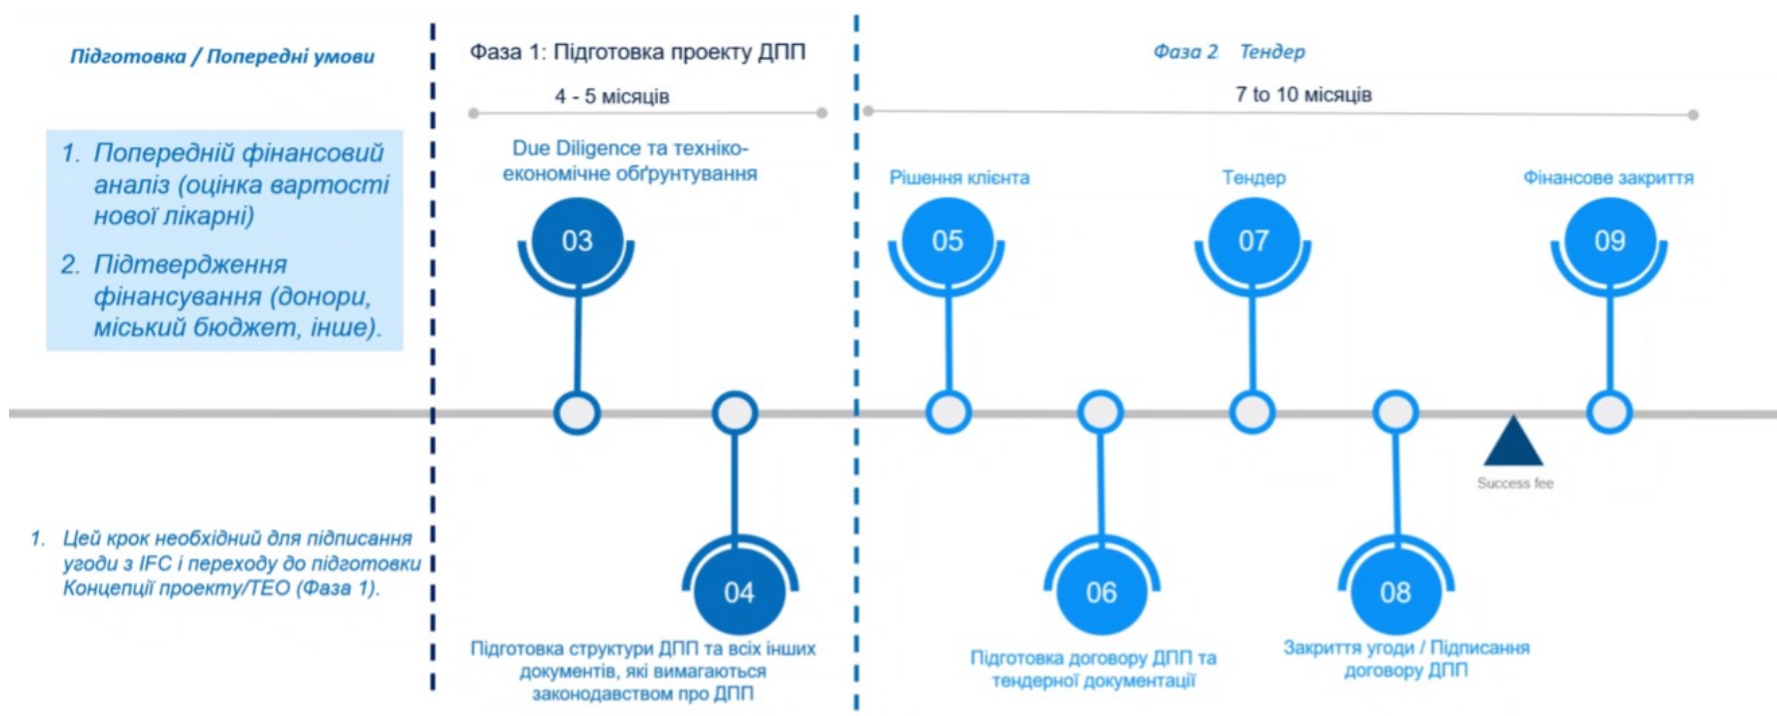 Підготовка / Попередні умови
1. Попередній фінансовий
аналіз (оцінка вартості
нової лікарні)
2. Підтвердження
фінансування (донори,
міський бюджет, інше).
1. Цей крок необхідний для підписання
угоди з IFC і переходу до підготовки
Концепції проекту/ТЕО (Фаза 1).
Фаза 1: Підготовка проекту ДПП
4 - 5 місяців
Due Diligence та техніко-
економічне обґрунтування
03
04
Підготовка структури ДПП та всіх інших
документів, які вимагаються
законодавством про ДПП
Фаза 2 Тендер
7 to 10 місяців
Рішення клієнта
05
06
Підготовка договору ДПП та
тендерної документації
Тендер
07
08
Закриття угоди / Підписання
договору ДПП
Success fee
Фінансове закриття
09